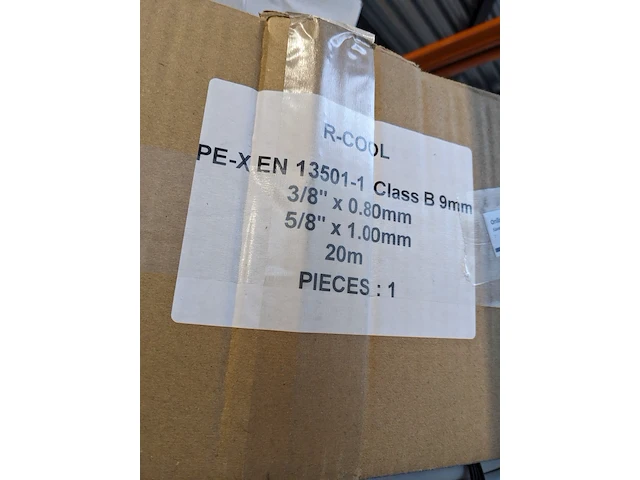 R-COOL
PE-X EN 13501-1 Class B 9mm
3/8" x 0.80mm
5/8" x 1.00mm
20m
PIECES : 1